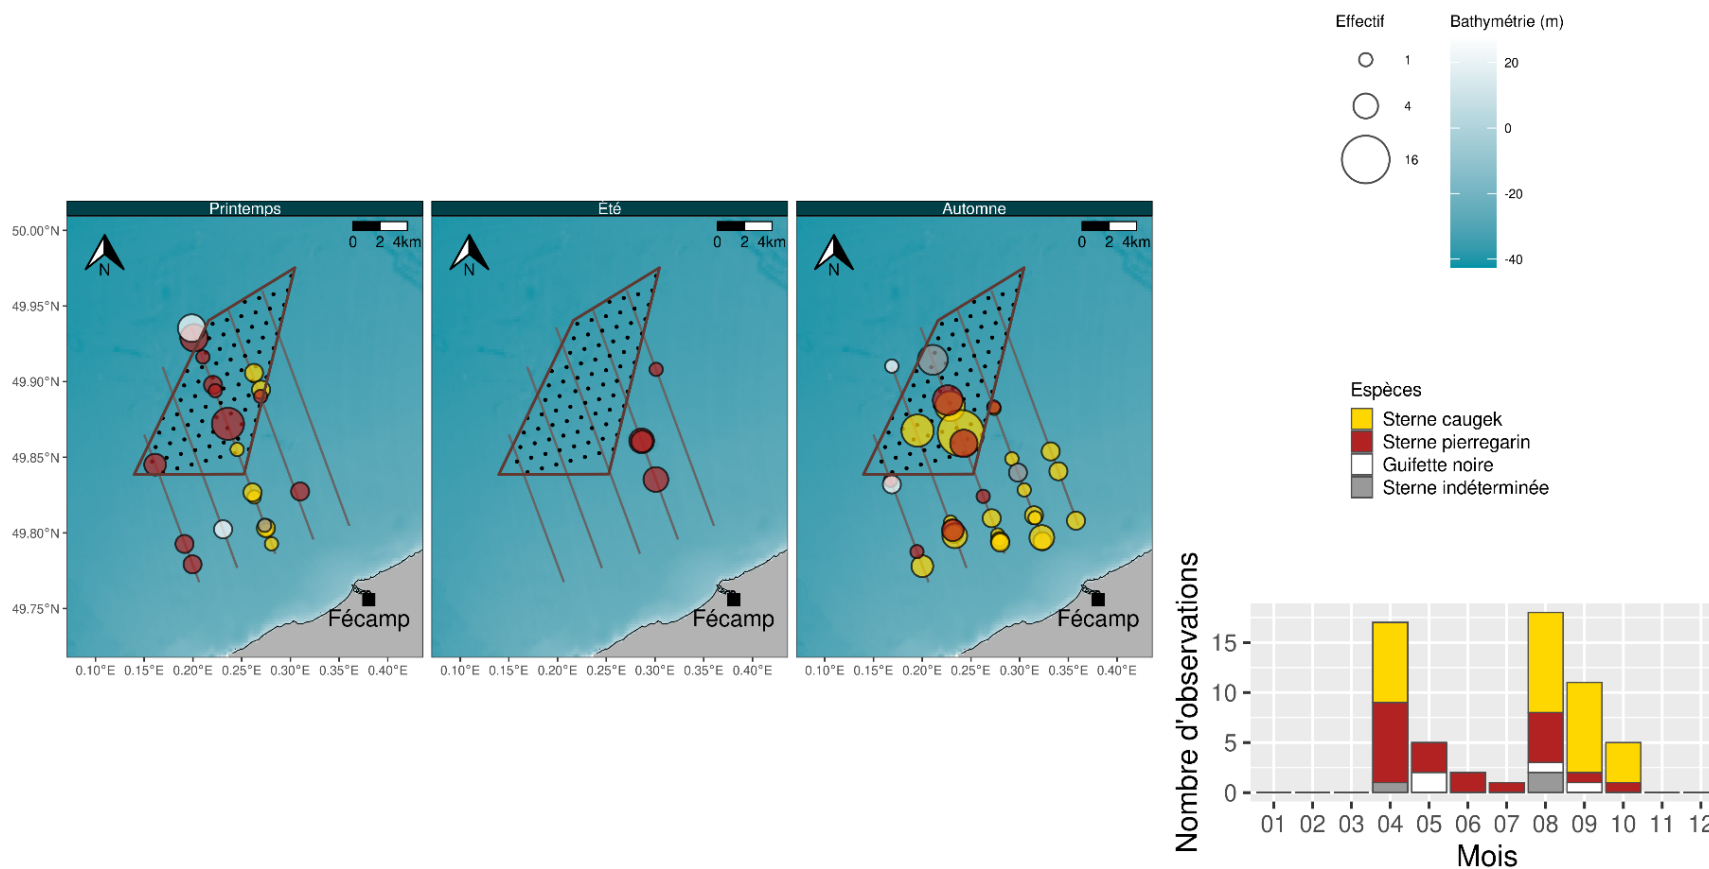 Effectif
1
4
16
Bathymétrie (m)
20
0
-20
-40
Printemps
Été
Automne
0 2 4km
0 2 4km
0 2 4km
N
N
N
50.00°N
49.95°N
49.90°N
49.85°N
49.80°N
49.75°N
Fécamp
Fécamp
Fécamp
0.10°E 0.15°E 0.20°E 0.25°E 0.30°E 0.35°E 0.40°E
0.10°E 0.15°E 0.20°E 0.25°E 0.30°E 0.35°E 0.40°E
0.10°E 0.15°E 0.20°E 0.25°E 0.30°E 0.35°E 0.40°E
Espèces
Sterne caugek
Sterne pierregarin
Guifette noire
Sterne indéterminée
Nombre d'observations
15
10
5
0
01 02 03 04 05 06 07 08 09 10 11 12
Mois